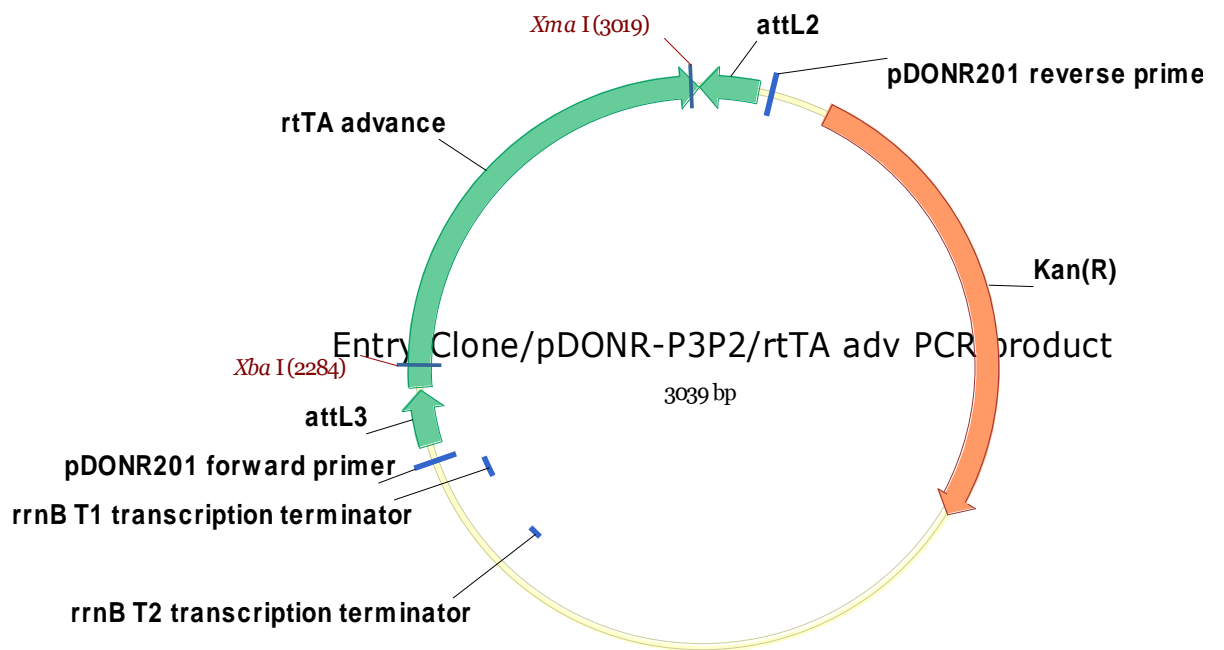 Xma I (3019)
attL2
pDONR201 reverse prime
rtTA advance
Kan(R)
Entry Clone/pDONR-P3P2/rtTA adv PCR product
Xba I (2284)
3039 bp
attL3
pDONR201 forward primer
rrnB T1 transcription terminator
rrnB T2 transcription terminator